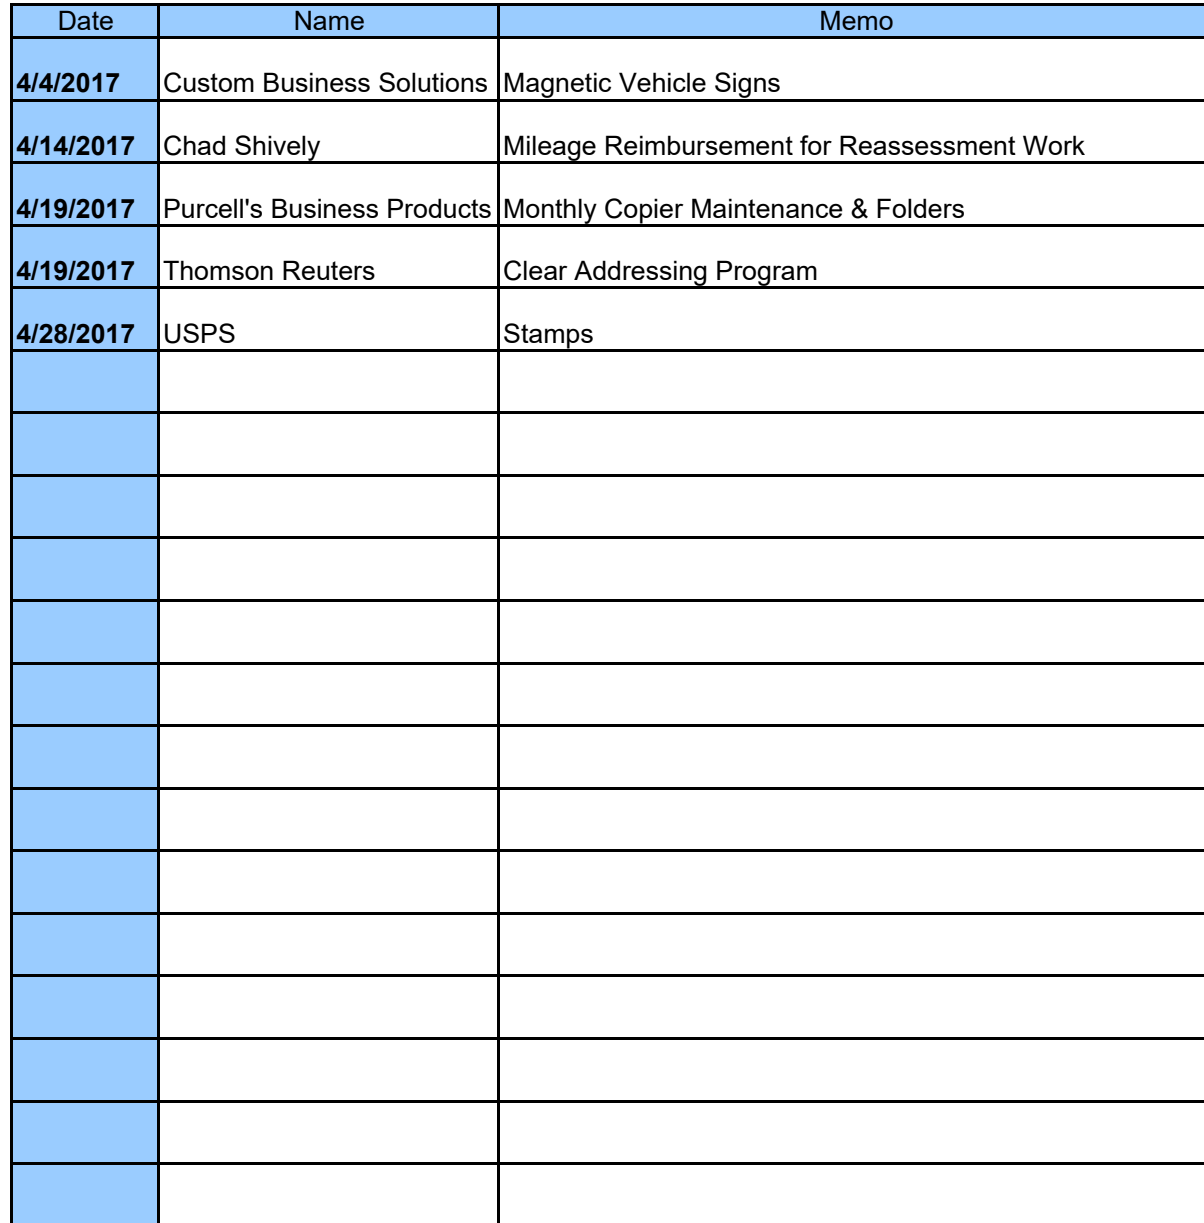 Date Name Memo
4/4/2017 Custom Business Solutions Magnetic Vehicle Signs
4/14/2017 Chad Shively Mileage Reimbursement for Reassessment Work
4/19/2017 Purcell's Business Products Monthly Copier Maintenance & Folders
4/19/2017 Thomson Reuters Clear Addressing Program
4/28/2017 USPS Stamps